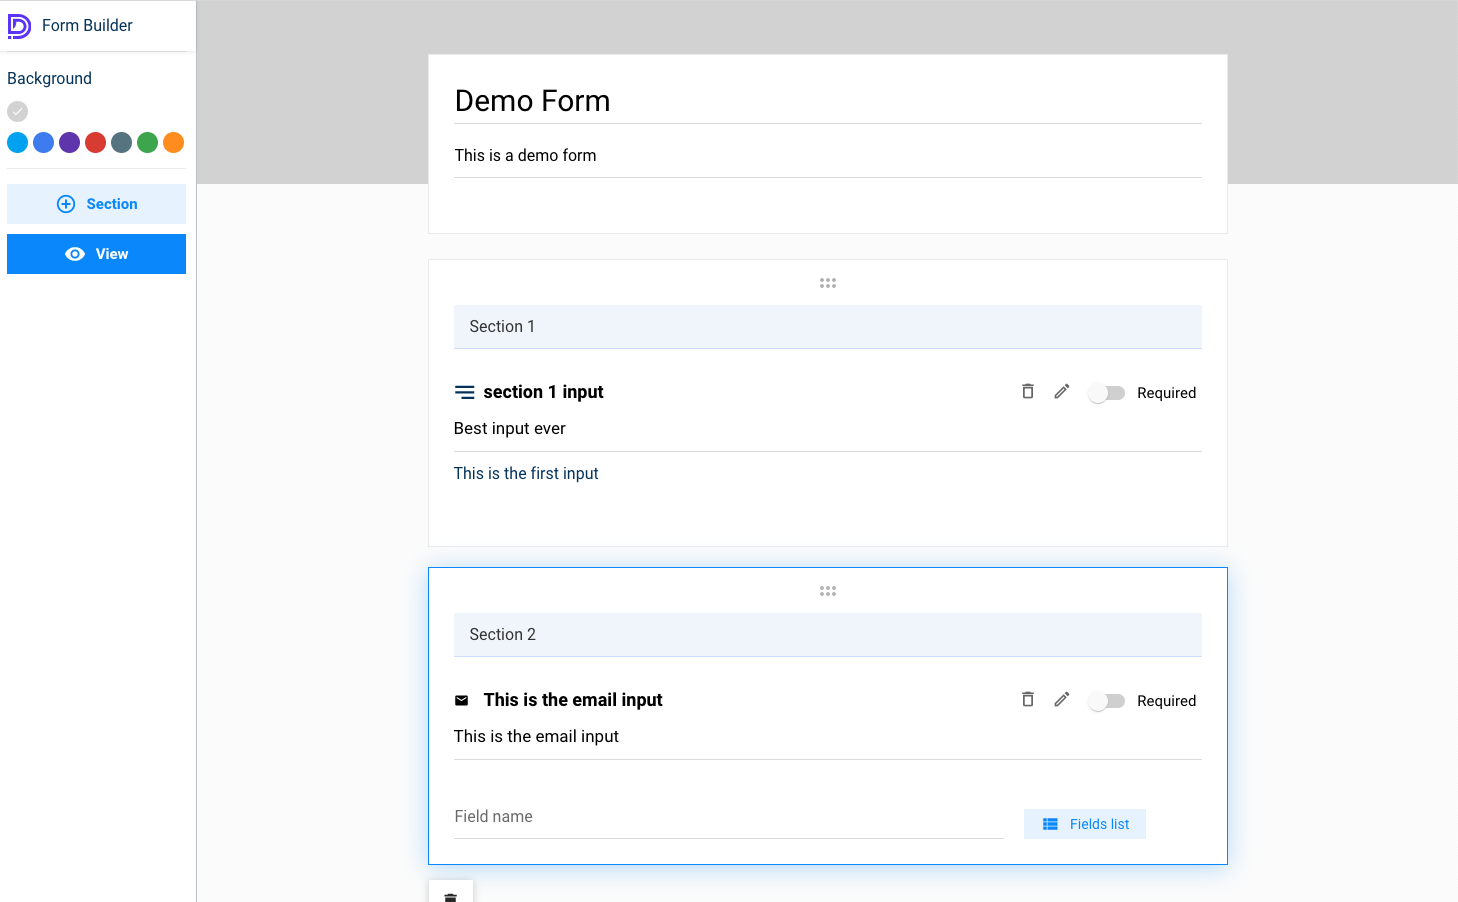 Form Builder
Background
Section
View
Demo Form
This is a demo form
Section 1
section 1 input
Required
Best input ever
This is the first input
Section 2
This is the email input
Required
This is the email input
Field name
Fields list